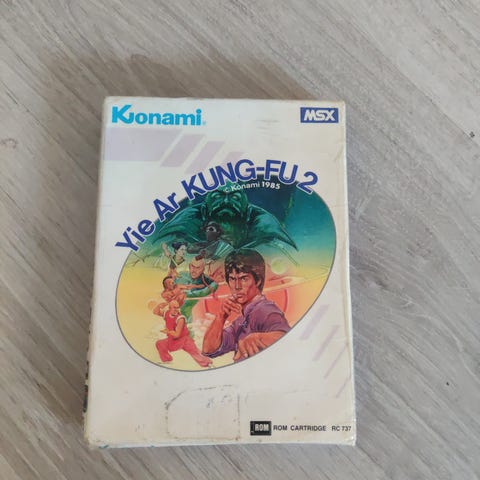 Konami
MSX
Yie Ar KUNG-FU 2
© Konami 1985
ROM ROM CARTRIDGE RC 737